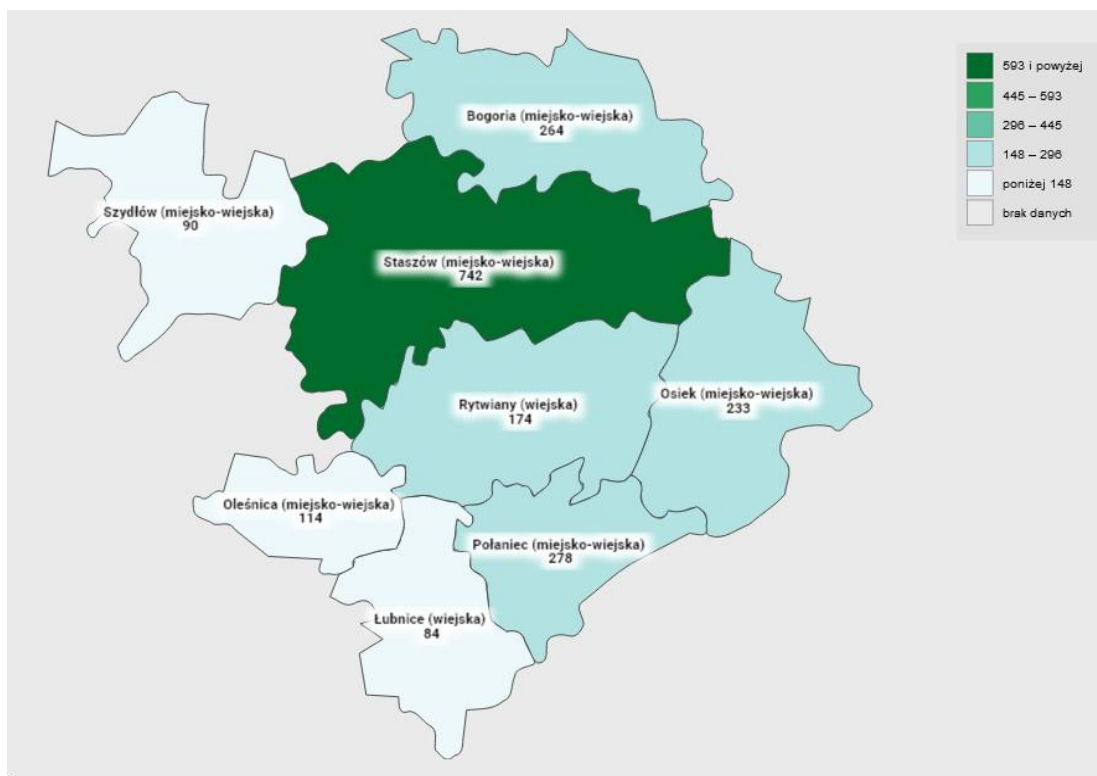 Bogoria (miejsko-wiejska)
264
Szydłów (miejsko-wiejska)
90
Staszów (miejsko-wiejska)
742
Osiek (miejsko-wiejska)
233
Rytwiany (wiejska)
174
Oleśnica (miejsko-wiejska)
114
Połaniec (miejsko-wiejska)
278
Łubnice (wiejska)
84
593 i powyżej
445 – 593
296 – 445
148 – 296
poniżej 148
brak danych